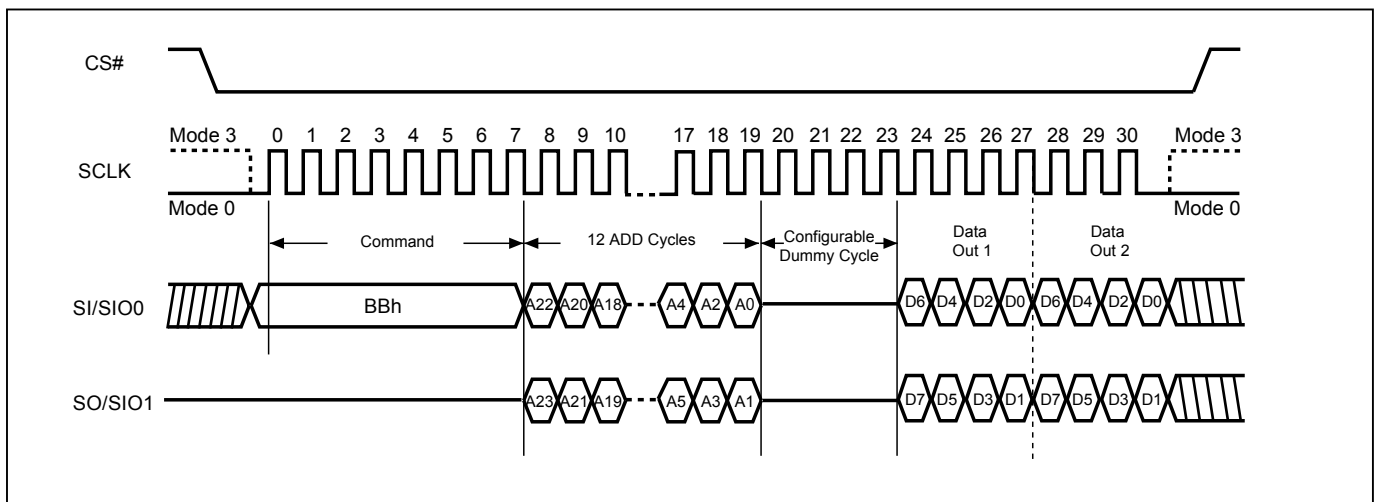 CS#
Mode 3 0 1 2 3 4 5 6 7 8 9 10 17 18 19 20 21 22 23 24 25 26 27 28 29 30 Mode 3
SCLK
Mode 0 Mode 0
Command 12 ADD Cycles Configurable Dummy Cycle Data Out 1 Data Out 2
SI/SIO0 BBh A22 A20 A18 A4 A2 A0 D6 D4 D2 D0 D6 D4 D2 D0
SO/SIO1 A23 A21 A19 A5 A3 A1 D7 D5 D3 D1 D7 D5 D3 D1